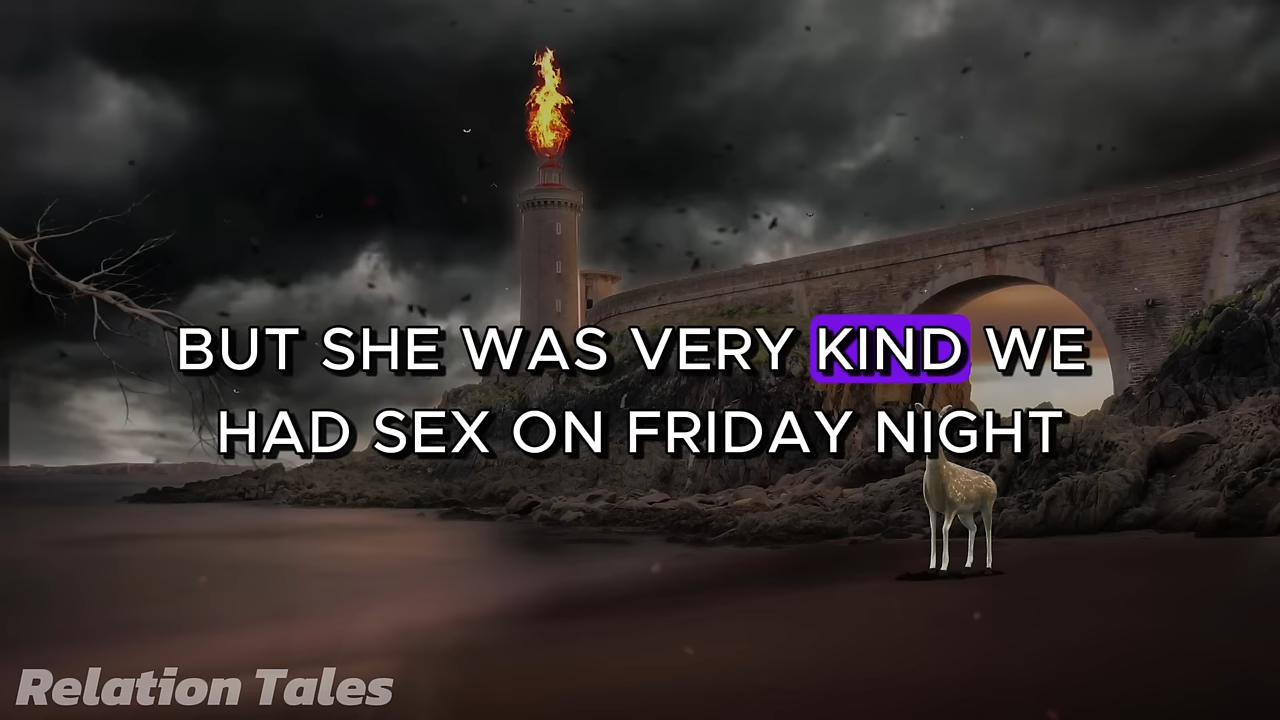 BUT SHE WAS VERY KIND WE
HAD SEX ON FRIDAY NIGHT
Relation Tales